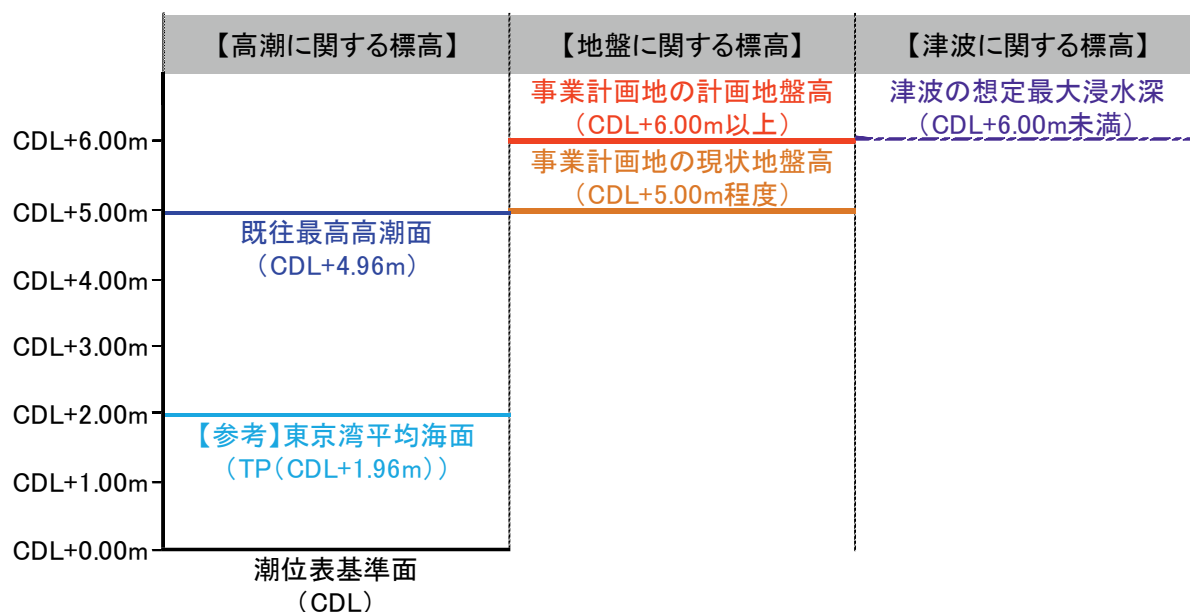 【高潮に関する標高】
【地盤に関する標高】
【津波に関する標高】
事業計画地の計画地盤高
(CDL+6.00m以上)
津波の想定最大浸水深
(CDL+6.00m未満)
CDL+6.00m
事業計画地の現状地盤高
(CDL+5.00m程度)
CDL+5.00m
既往最高高潮面
(CDL+4.96m)
CDL+4.00m
CDL+3.00m
CDL+2.00m
【参考】東京湾平均海面
(TP(CDL+1.96m))
CDL+1.00m
CDL+0.00m
潮位表基準面
(CDL)